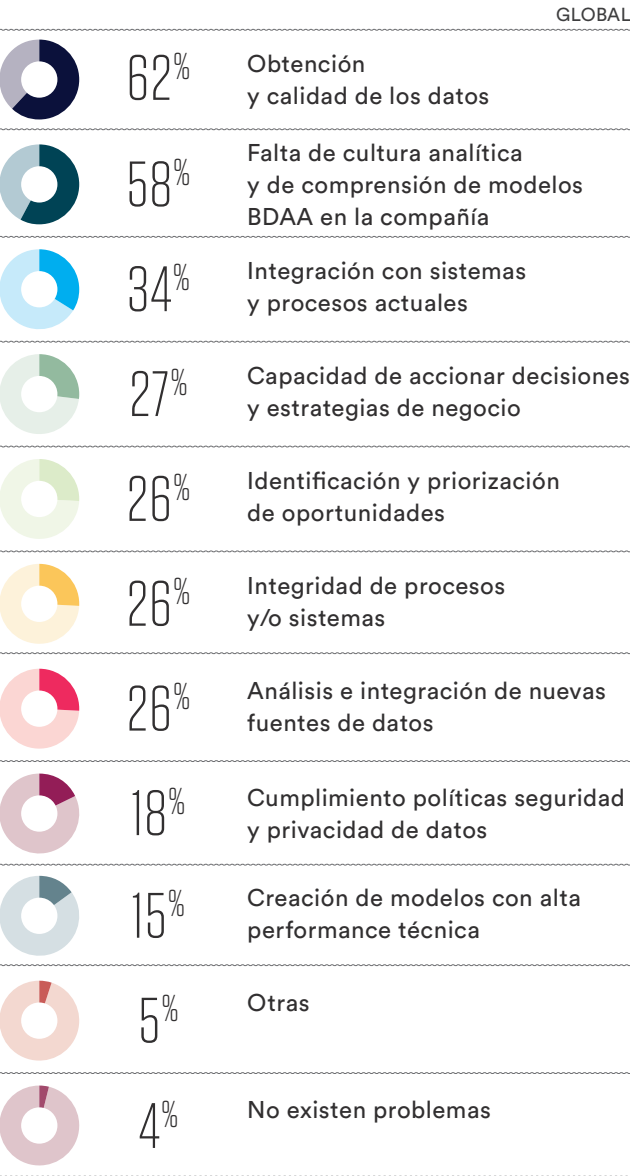 GLOBAL
62%
Obtención
y calidad de los datos
58%
Falta de cultura analítica
y de comprensión de modelos
BDAA en la compañía
34%
Integración con sistemas
y procesos actuales
27%
Capacidad de accionar decisiones
y estrategias de negocio
26%
Identificación y priorización
de oportunidades
26%
Integridad de procesos
y/o sistemas
26%
Análisis e integración de nuevas
fuentes de datos
18%
Cumplimiento políticas seguridad
y privacidad de datos
15%
Creación de modelos con alta
performance técnica
5%
Otras
4%
No existen problemas